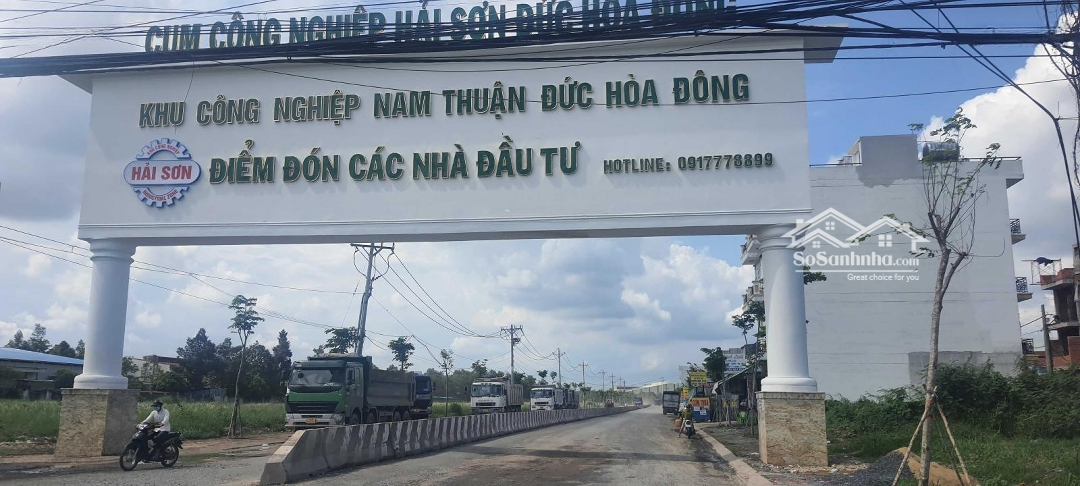 CỤM CÔNG NGHIỆP HẢI SƠN ĐỨC HÒA ĐÔNG
KHU CÔNG NGHIỆP NAM THUẬN ĐỨC HÒA ĐÔNG
HẢI SƠN
ĐIỂM ĐÓN CÁC NHÀ ĐẦU TƯ HOTLINE: 0917778899
SoSanhnha.com
Great choice for you